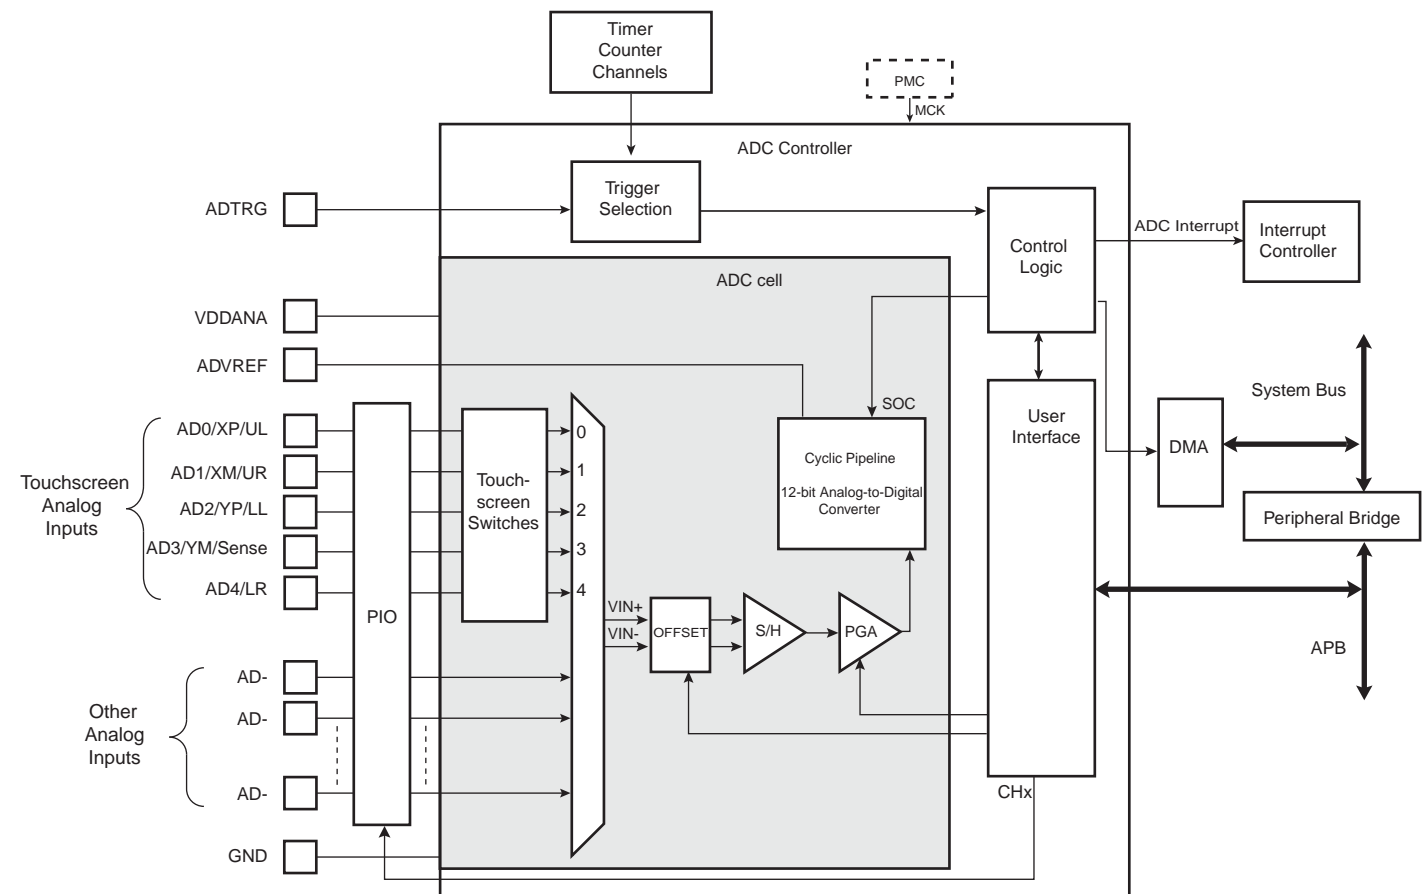 Timer
Counter
Channels
PMC
MCK
ADC Controller
ADTRG
Trigger
Selection
Control
Logic
ADC Interrupt
Interrupt
Controller
ADC cell
VDDANA
ADVREF
SOC
User
Interface
System Bus
DMA
Touchscreen
Analog
Inputs
AD0/XP/UL
AD1/XM/UR
AD2/YP/LL
AD3/YM/Sense
AD4/LR
PIO
Touch-
screen
Switches
0
1
2
3
4
Cyclic Pipeline
12-bit Analog-to-Digital
Converter
Peripheral Bridge
VIN+
VIN-
OFFSET
S/H
PGA
APB
Other
Analog
Inputs
AD-
AD-
AD-
CHx
GND